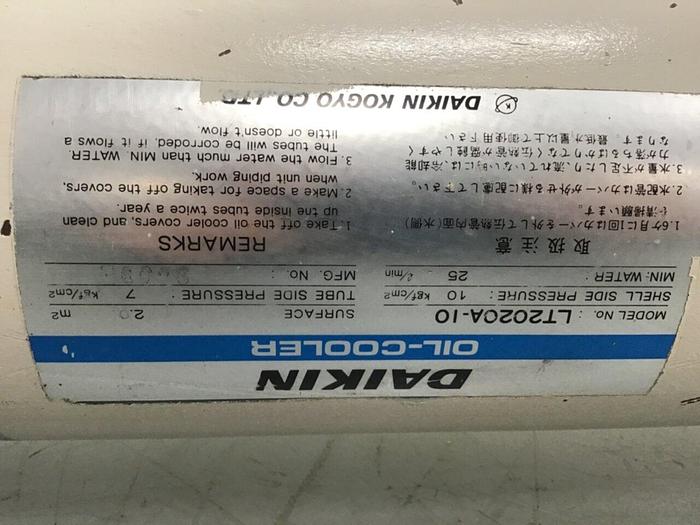 DAIKIN
OIL-COOLER
MODEL NO. : LT2020A-10
SURFACE 2.0 m2
SHELL SIDE PRESSURE: 10 kgf/cm2
TUBE SIDE PRESSURE: 7 kgf/cm2
MIN: WATER : 25 ℓ/min
MFG. NO. :
取扱注意
1.6ケ月に1回はカバーを外して伝熱管内面(水側)
を清掃願います。
2.水配管はカバーが外せる様に配慮して下さい。
3.水量が不足したり、流れていない時には、冷却能
力が落ちるばかりでなく伝熱管が腐蝕しやすく
なります。最低水量以上で御使用下さい
REMARKS
1.Take off the oil cooler covers, and clean
up the inside tubes twice a year.
2.Make a space for taking off the covers,
when unit piping work.
3.Flow the water much than MIN. WATER.
The tubes will be corroded, if it flows a
little or doesn't flow.
DAIKIN KOGYO CO., LTD.